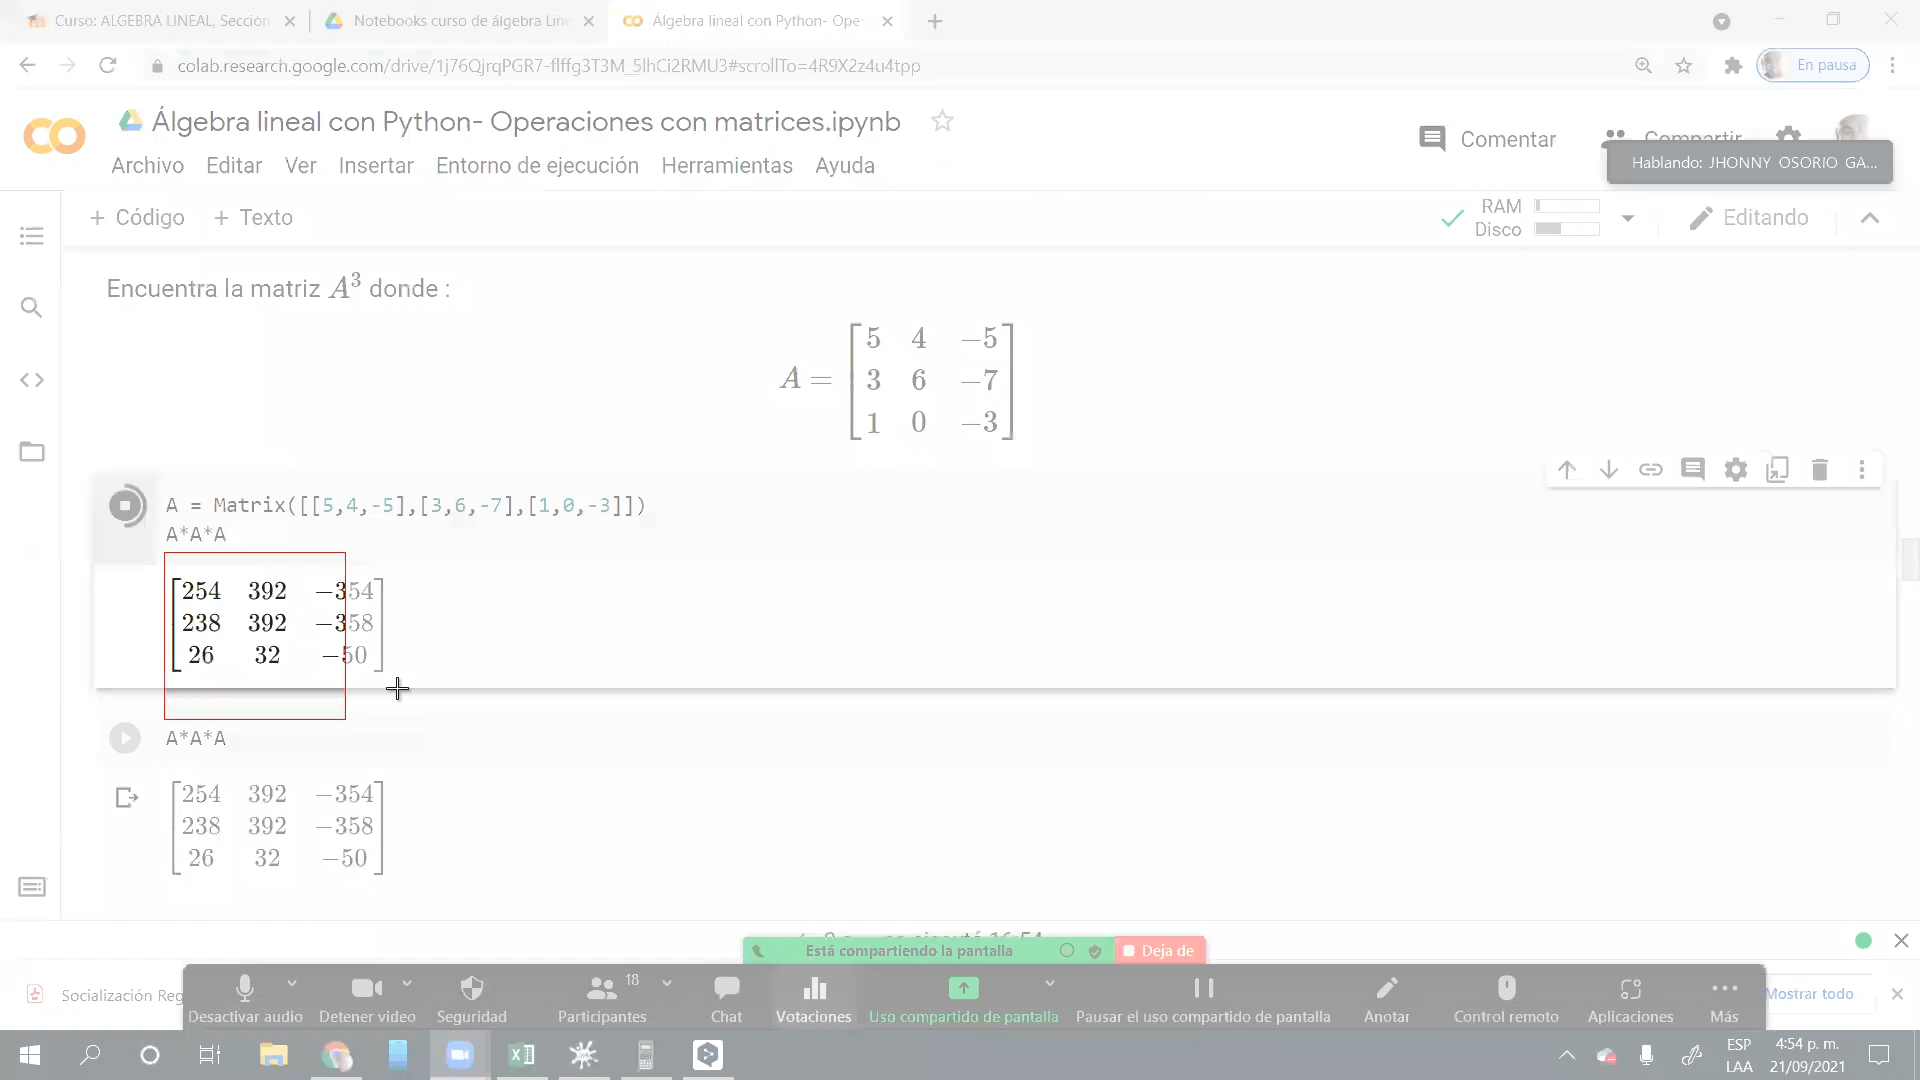 Curso: ALGEBRA LINEAL, Sección
Notebooks curso de álgebra Line
Álgebra lineal con Python- Ope
colab.research.google.com/drive/1j76QjrqPGR7-flffg3T3M_5lhCi2RMU3#scrollTo=4R9X2z4u4tpp
En pausa
Álgebra lineal con Python- Operaciones con matrices.ipynb
Comentar
Compartir
Hablando: JHONNY OSORIO GA...
Archivo Editar Ver Insertar Entorno de ejecución Herramientas Ayuda
+ Código + Texto
RAM
Disco
Editando
Encuentra la matriz A³ donde :
A = [5 4 −5
3 6 −7
1 0 −3]
A = Matrix([[5,4,-5],[3,6,-7],[1,0,-3]])
A*A*A
[254 392 −354
238 392 −358
26 32 −50]
A*A*A
[254 392 −354
238 392 −358
26 32 −50]
Está compartiendo la pantalla
Deja de
Socialización Reg
18
Desactivar audio Detener video Seguridad Participantes Chat Votaciones Uso compartido de pantalla Pausar el uso compartido de pantalla Anotar Control remoto Aplicaciones Más
Mostrar todo
ESP
LAA
4:54 p. m.
21/09/2021